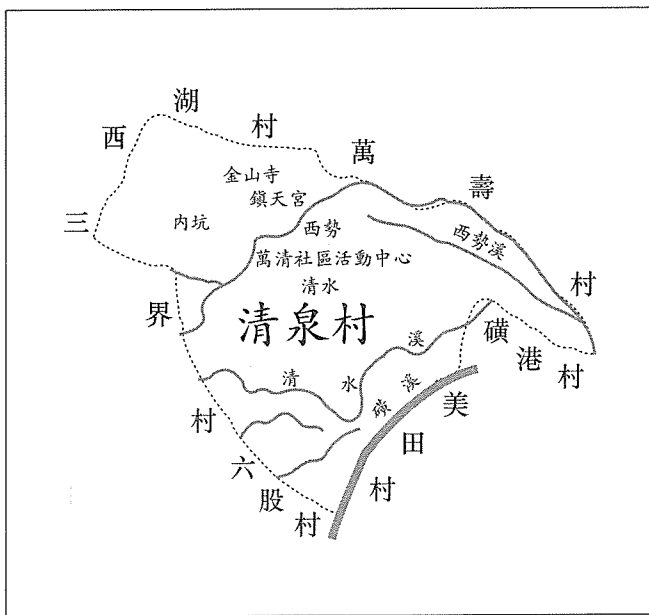 西湖村
萬壽村
三界村
金山寺
鎮天宮
內坑
西勢
西勢溪
萬清社區活動中心
清水
清泉村
清水溪
磺溪
磺港村
美田村
六股村